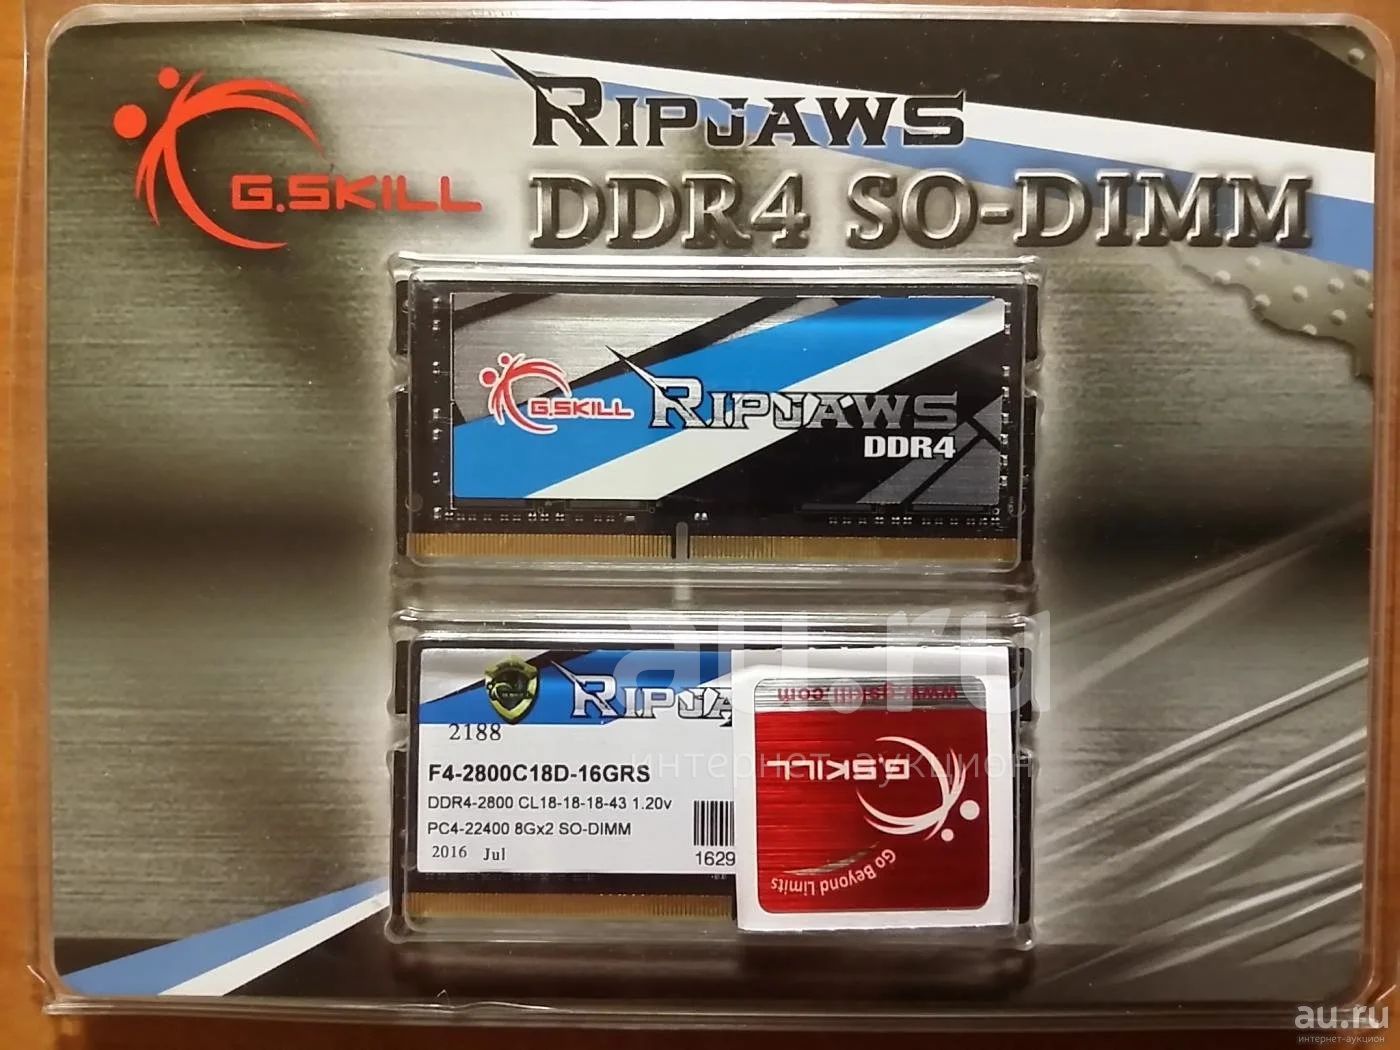 G.SKILL
RIPJAWS
DDR4 SO-DIMM
G.SKILL RIPJAWS
DDR4
RIPJA
2188
F4-2800C18D-16GRS
DDR4-2800 CL18-18-18-43 1.20v
PC4-22400 8Gx2 SO-DIMM
2016 Jul
1629
www.gskill.com
G.SKILL
Go Beyond Limits
au.ru
интернет-аукцион
au.ru
интернет-аукцион